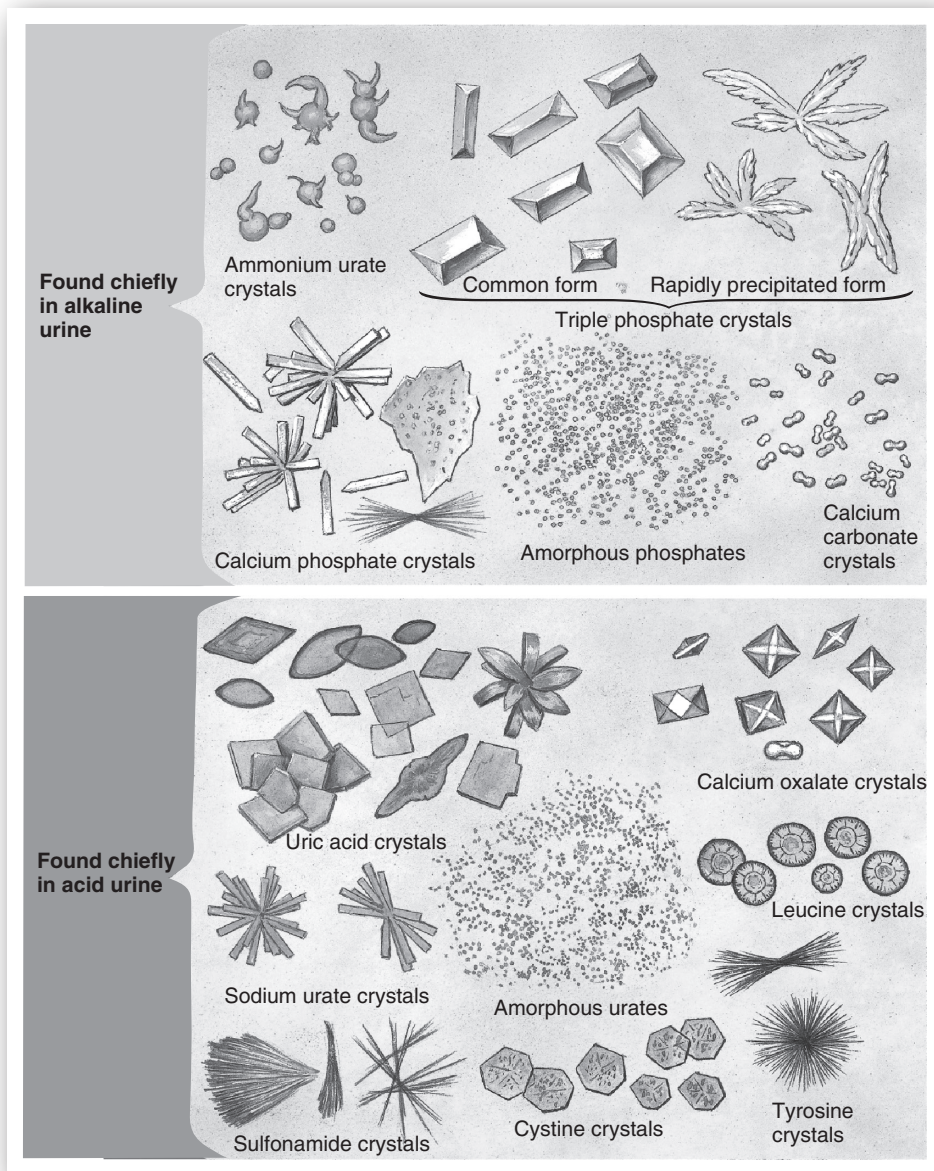 Found chiefly
in alkaline
urine
Ammonium urate
crystals
Common form
Rapidly precipitated form
Triple phosphate crystals
Calcium phosphate crystals
Amorphous phosphates
Calcium
carbonate
crystals
Found chiefly
in acid urine
Uric acid crystals
Calcium oxalate crystals
Leucine crystals
Sodium urate crystals
Amorphous urates
Sulfonamide crystals
Cystine crystals
Tyrosine
crystals